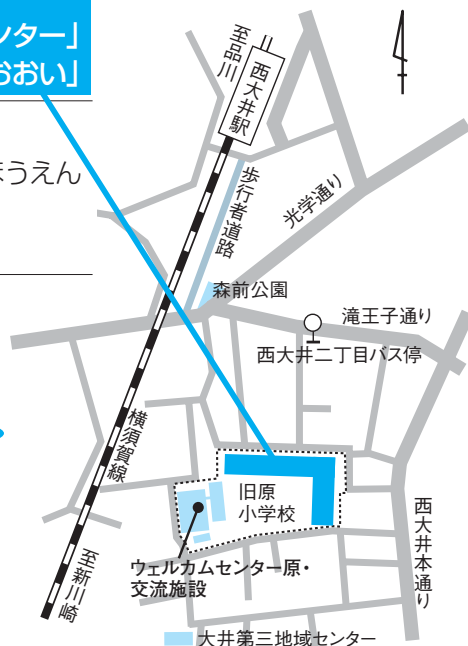 ンター」
おおい」
ほうえん
至品川
西大井駅
歩行者道路
光学通り
森前公園
滝王子通り
西大井二丁目バス停
横須賀線
旧原
小学校
西大井本通り
ウェルカムセンター原・
交流施設
至新川崎
大井第三地域センター